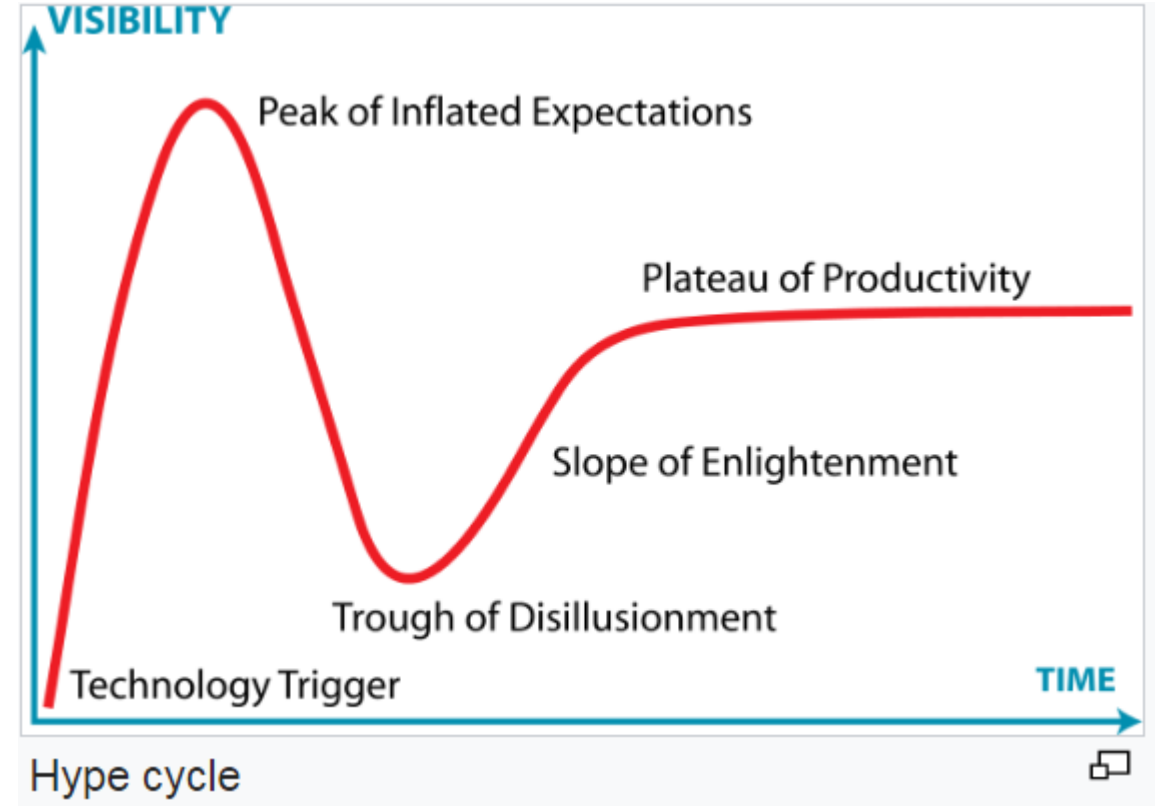 VISIBILITY
Peak of Inflated Expectations
Plateau of Productivity
Slope of Enlightenment
Trough of Disillusionment
Technology Trigger
TIME
Hype cycle